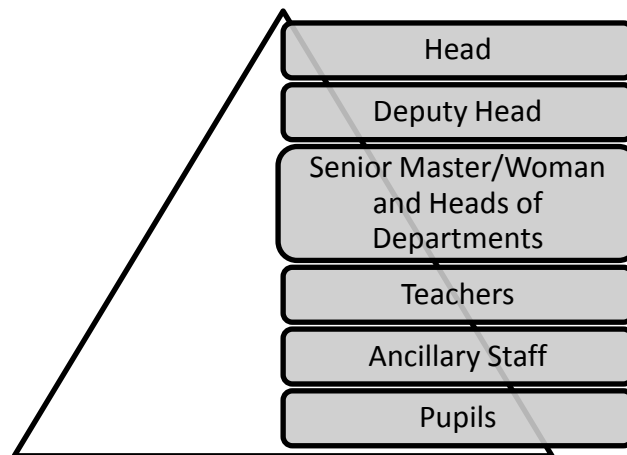 Head
Deputy Head
Senior Master/Woman
and Heads of
Departments
Teachers
Ancillary Staff
Pupils